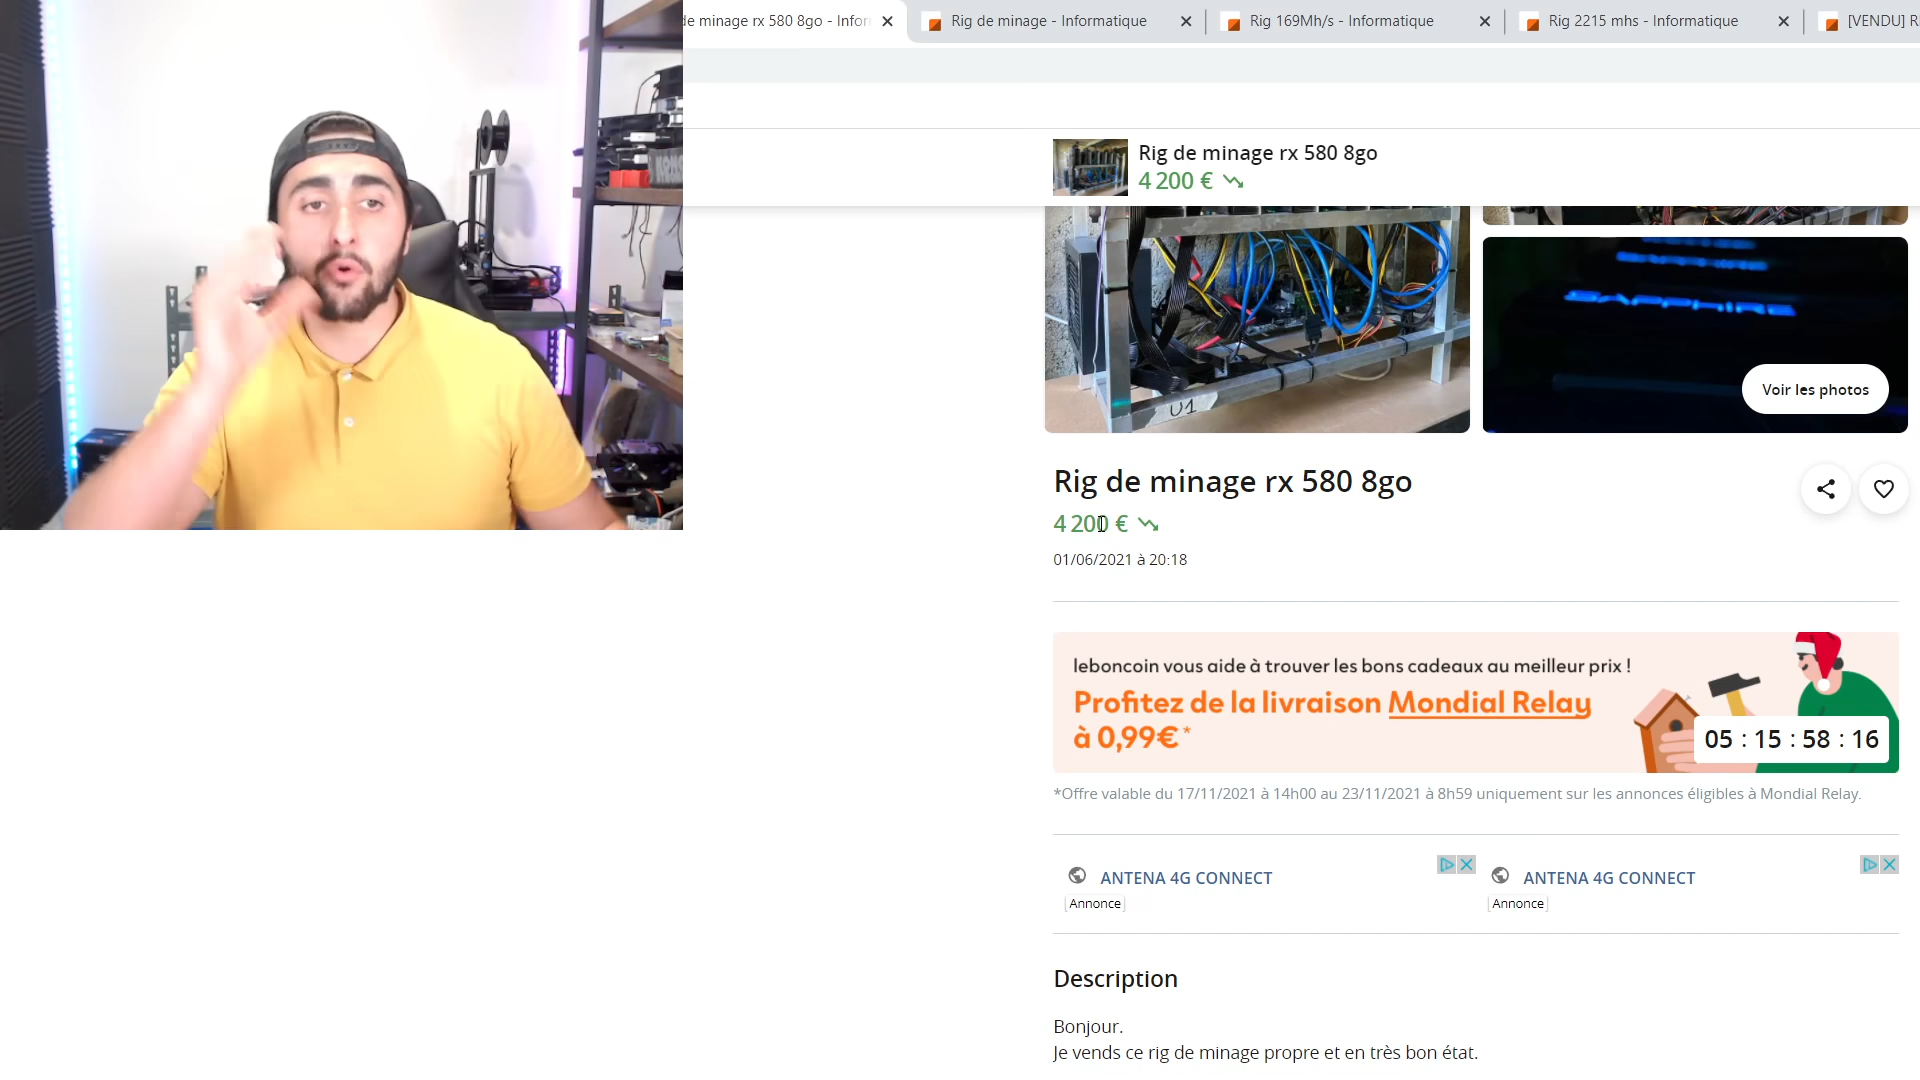 de minage rx 580 8go - Infor
Rig de minage - Informatique
Rig 169Mh/s - Informatique
Rig 2215 mhs - Informatique
[VENDU] R
Rig de minage rx 580 8go
4 200 €
U1
Voir les photos
Rig de minage rx 580 8go
4 200 €
01/06/2021 à 20:18
leboncoin vous aide à trouver les bons cadeaux au meilleur prix !
Profitez de la livraison Mondial Relay
à 0,99€*
05 : 15 : 58 : 16
*Offre valable du 17/11/2021 à 14h00 au 23/11/2021 à 8h59 uniquement sur les annonces éligibles à Mondial Relay.
ANTENA 4G CONNECT
Annonce
ANTENA 4G CONNECT
Annonce
Description
Bonjour.
Je vends ce rig de minage propre et en très bon état.